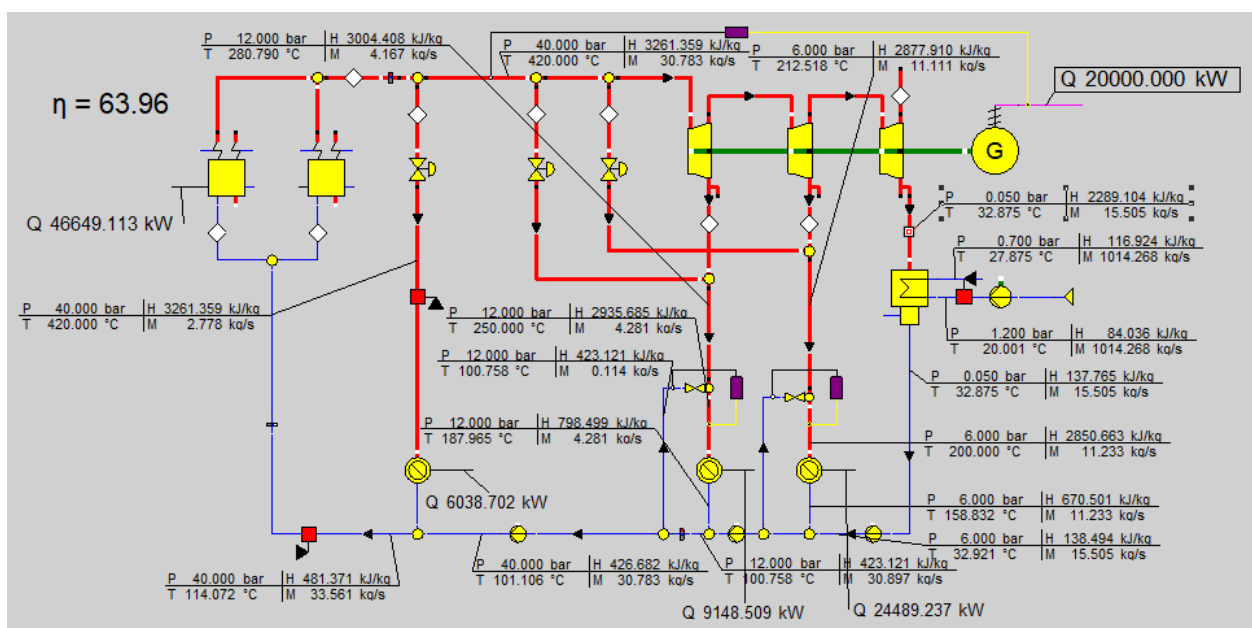 P 12.000 bar H 3004.408 kJ/kg
T 280.790 °C M 4.167 kg/s
P 40.000 bar H 3261.359 kJ/kg
T 420.000 °C M 30.783 kg/s
P 6.000 bar H 2877.910 kJ/kg
T 212.518 °C M 11.111 kg/s
Q 20000.000 kW
η = 63.96
G
Q 46649.113 kW
P 0.050 bar H 2289.104 kJ/kg
T 32.875 °C M 15.505 kg/s
P 0.700 bar H 116.924 kJ/kg
T 27.875 °C M 1014.268 kg/s
P 40.000 bar H 3261.359 kJ/kg
T 420.000 °C M 2.778 kg/s
P 12.000 bar H 2935.685 kJ/kg
T 250.000 °C M 4.281 kg/s
P 1.200 bar H 84.036 kJ/kg
T 20.001 °C M 1014.268 kg/s
P 12.000 bar H 423.121 kJ/kg
T 100.758 °C M 0.114 kg/s
P 0.050 bar H 137.765 kJ/kg
T 32.875 °C M 15.505 kg/s
P 12.000 bar H 798.499 kJ/kg
T 187.965 °C M 4.281 kg/s
P 6.000 bar H 2850.663 kJ/kg
T 200.000 °C M 11.233 kg/s
Q 6038.702 kW
P 6.000 bar H 670.501 kJ/kg
T 158.832 °C M 11.233 kg/s
P 6.000 bar H 138.494 kJ/kg
T 32.921 °C M 15.505 kg/s
P 40.000 bar H 481.371 kJ/kg
T 114.072 °C M 33.561 kg/s
P 40.000 bar H 426.682 kJ/kg
T 101.106 °C M 30.783 kg/s
P 12.000 bar H 423.121 kJ/kg
T 100.758 °C M 30.897 kg/s
Q 9148.509 kW
Q 24489.237 kW